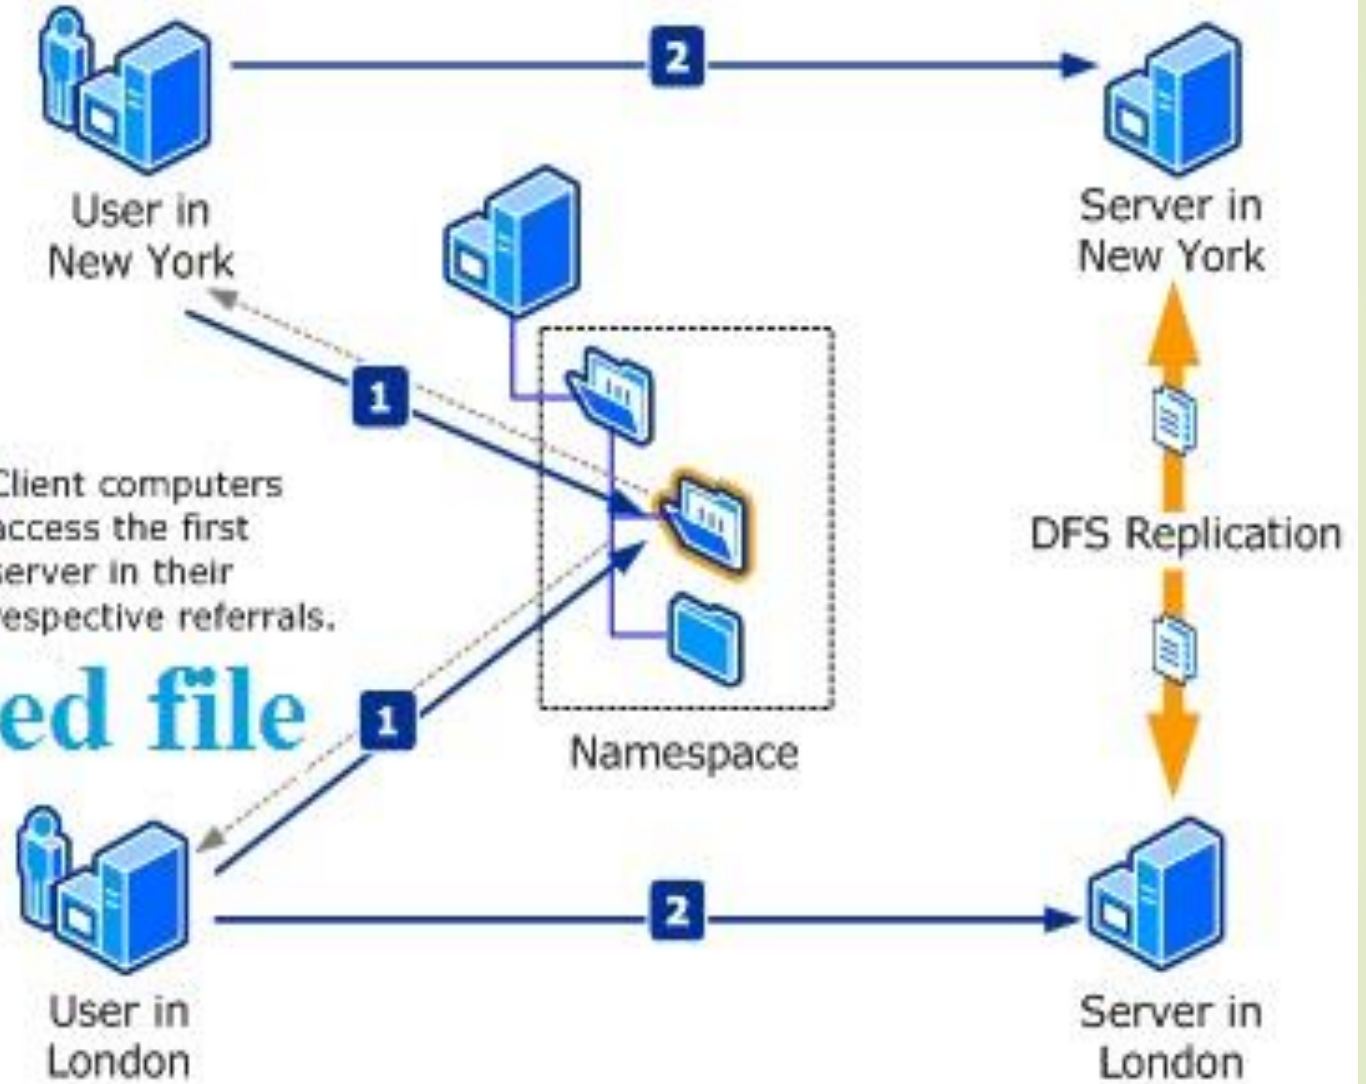 2
User in
New York
Server in
New York
1
Client computers
access the first
server in their
respective referrals.
DFS Replication
ed file
1
Namespace
2
User in
London
Server in
London